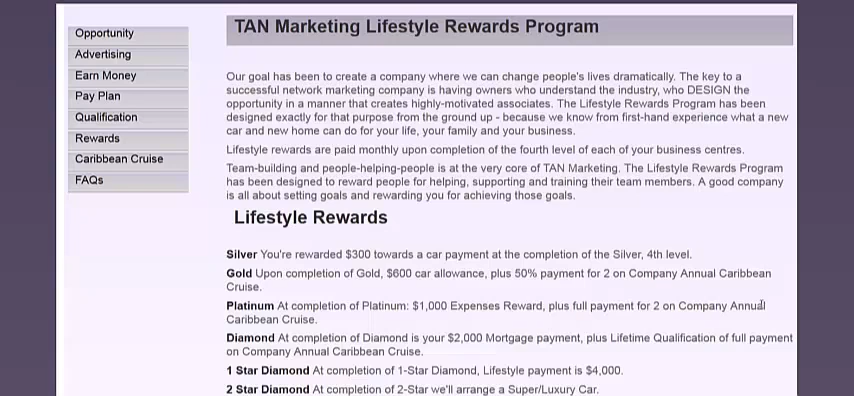 TAN Marketing Lifestyle Rewards Program
Opportunity
Advertising
Earn Money
Pay Plan
Qualification
Rewards
Caribbean Cruise
FAQs
Our goal has been to create a company where we can change people's lives dramatically. The key to a
successful network marketing company is having owners who understand the industry, who DESIGN the
opportunity in a manner that creates highly-motivated associates. The Lifestyle Rewards Program has been
designed exactly for that purpose from the ground up - because we know from first-hand experience what a new
car and new home can do for your life, your family and your business.
Lifestyle rewards are paid monthly upon completion of the fourth level of each of your business centres.
Team-building and people-helping-people is at the very core of TAN Marketing. The Lifestyle Rewards Program
has been designed to reward people for helping, supporting and training their team members. A good company
is all about setting goals and rewarding you for achieving those goals.
Lifestyle Rewards
Silver You're rewarded $300 towards a car payment at the completion of the Silver, 4th level.
Gold Upon completion of Gold, $600 car allowance, plus 50% payment for 2 on Company Annual Caribbean
Cruise.
Platinum At completion of Platinum: $1,000 Expenses Reward, plus full payment for 2 on Company Annual
Caribbean Cruise.
Diamond At completion of Diamond is your $2,000 Mortgage payment, plus Lifetime Qualification of full payment
on Company Annual Caribbean Cruise.
1 Star Diamond At completion of 1-Star Diamond, Lifestyle payment is $4,000.
2 Star Diamond At completion of 2-Star we'll arrange a Super/Luxury Car.